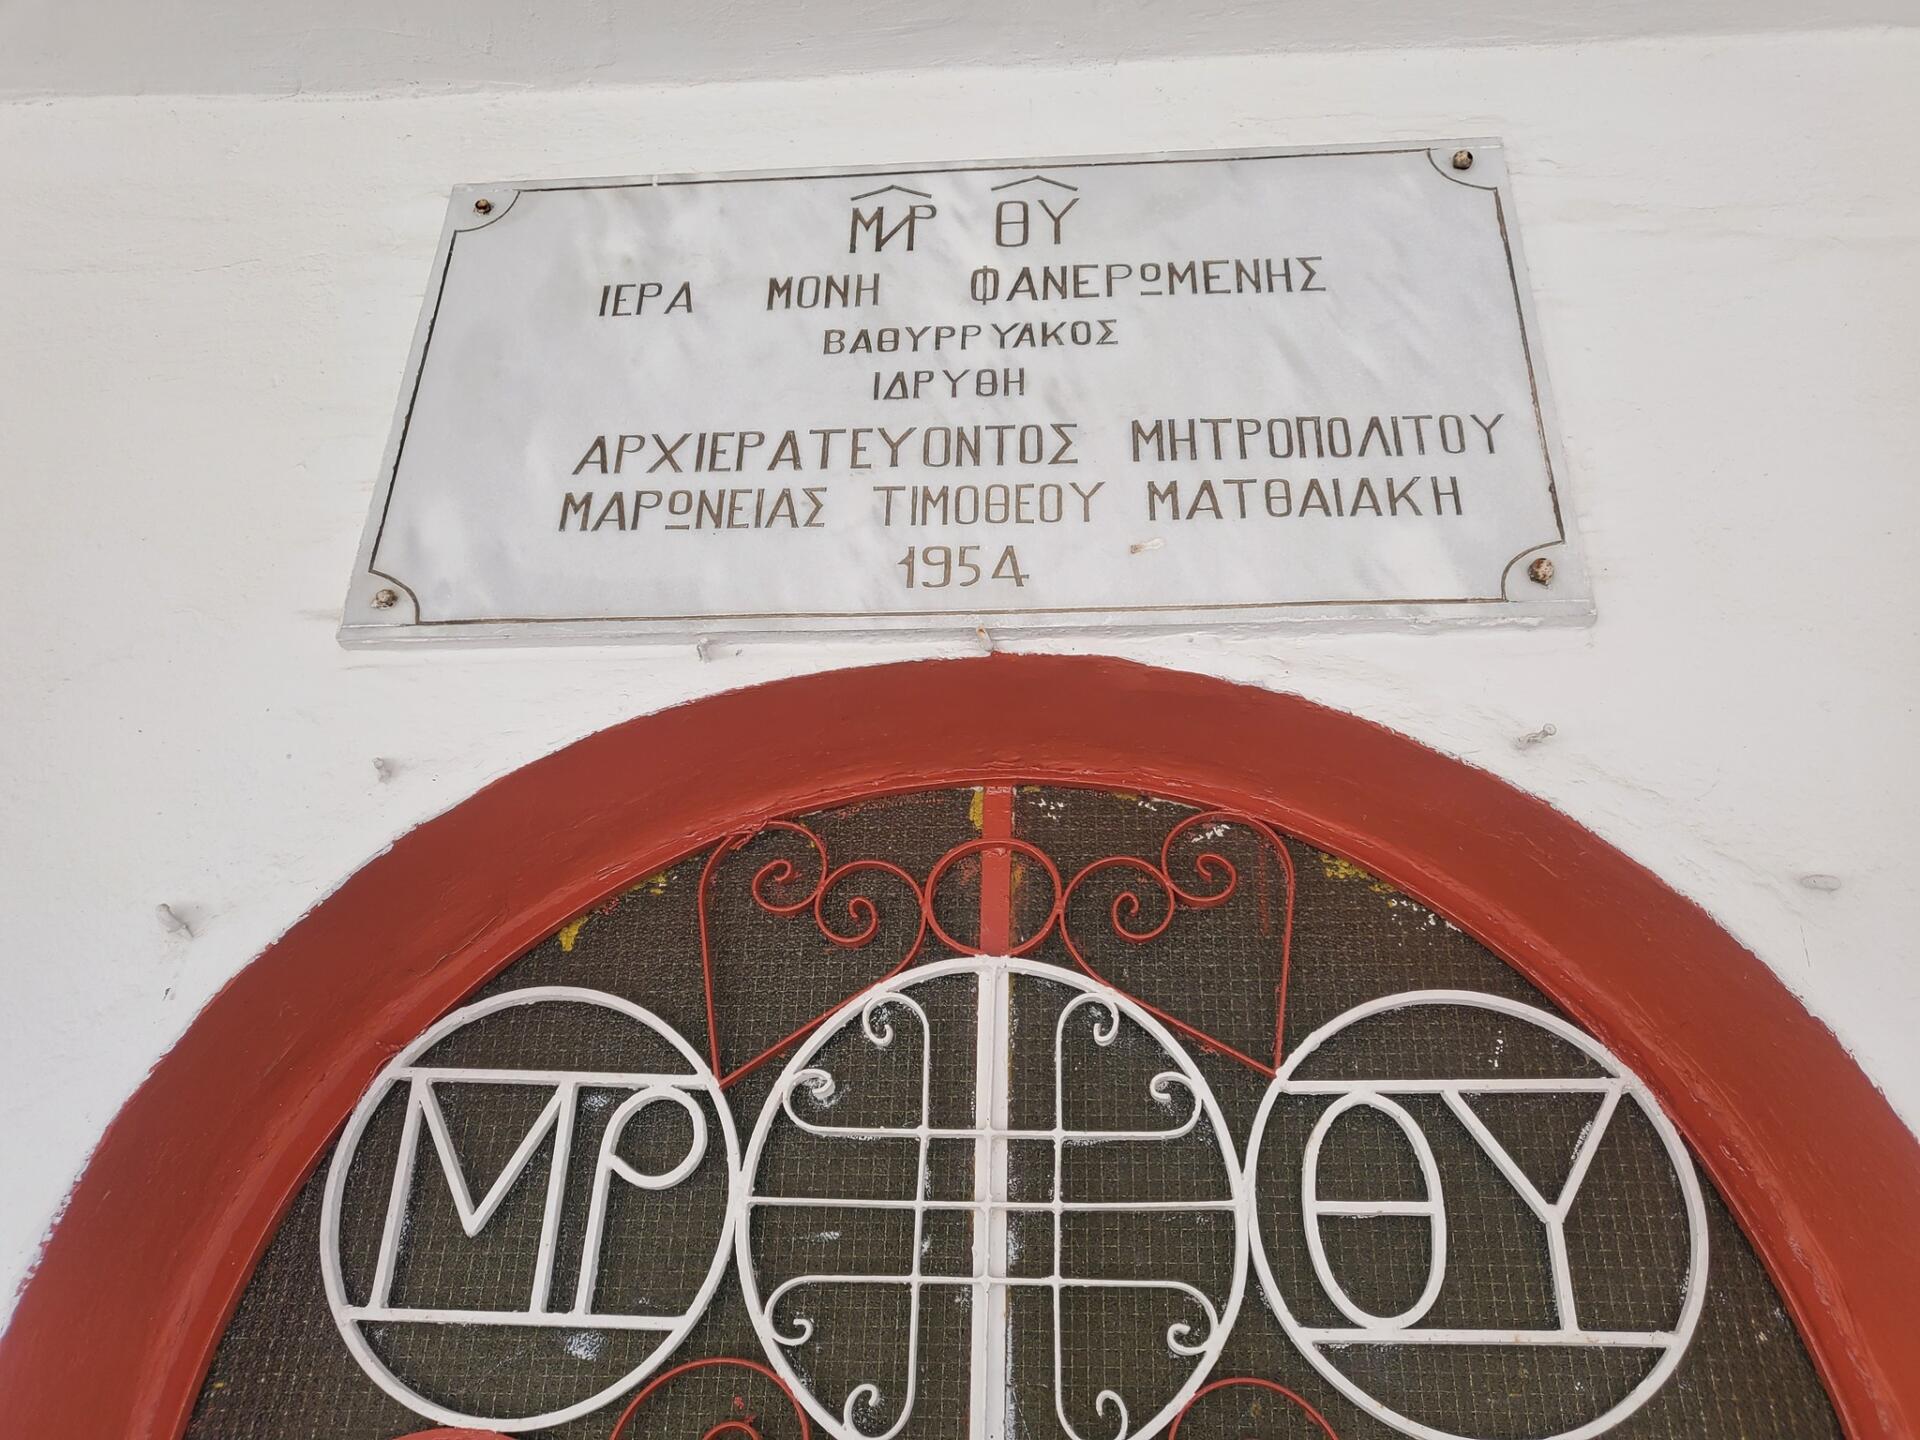 ΜΡ ΘΥ
ΙΕΡΑ ΜΟΝΗ ΦΑΝΕΡΩΜΕΝΗΣ
ΒΑΘΥΡΡΥΑΚΟΣ
ΙΔΡΥΘΗ
ΑΡΧΙΕΡΑΤΕΥΟΝΤΟΣ ΜΗΤΡΟΠΟΛΙΤΟΥ
ΜΑΡΩΝΕΙΑΣ ΤΙΜΟΘΕΟΥ ΜΑΤΘΑΙΑΚΗ
1954
ΜΡ ΘΥ